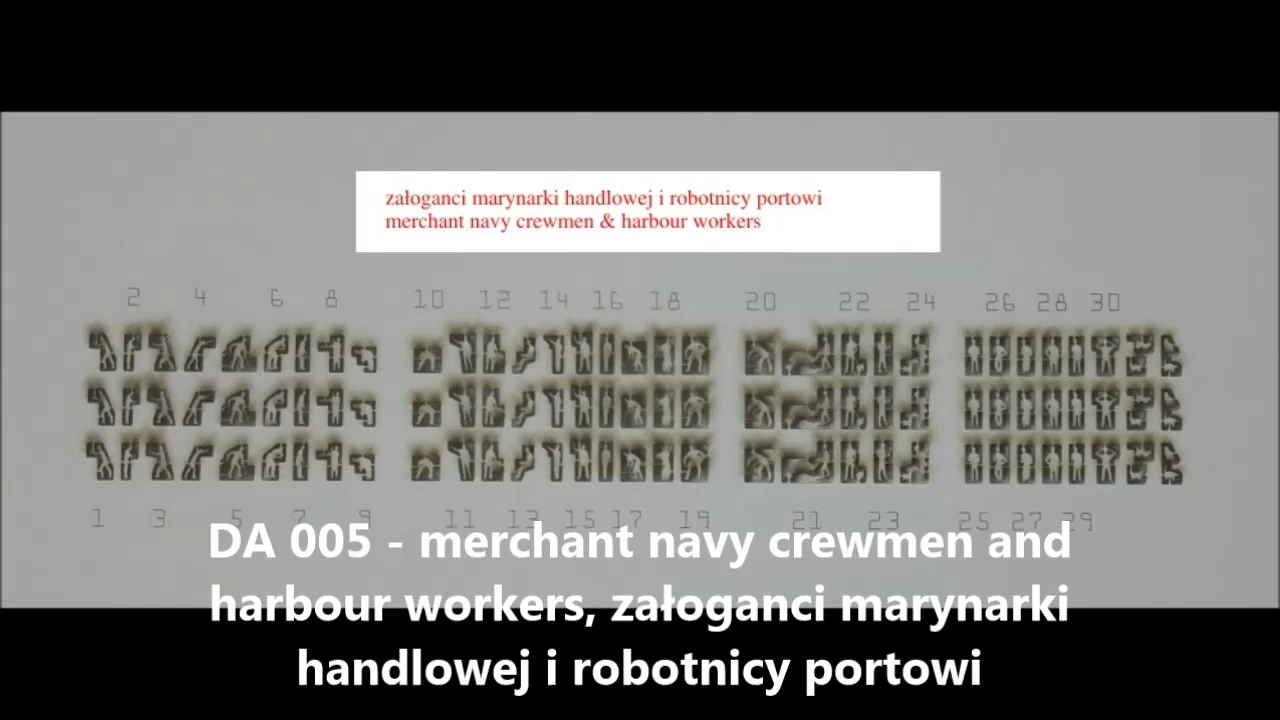 załoganci marynarki handlowej i robotnicy portowi
merchant navy crewmen & harbour workers
2 4 6 8 10 12 14 16 18 20 22 24 26 28 30
1 3 5 7 9 11 13 15 17 19 21 23 25 27 29
DA 005 - merchant navy crewmen and
harbour workers, załoganci marynarki
handlowej i robotnicy portowi